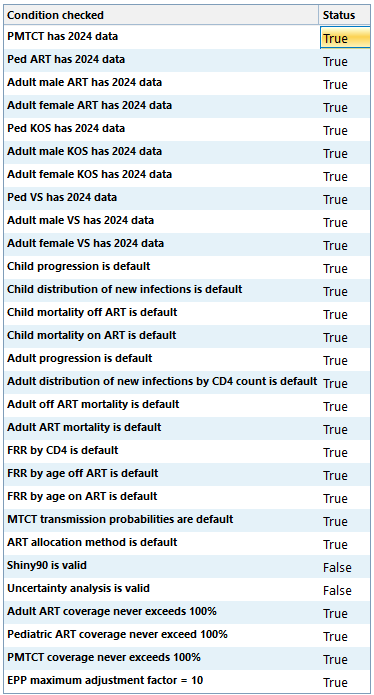 Condition checked Status
PMTCT has 2024 data True
Ped ART has 2024 data True
Adult male ART has 2024 data True
Adult female ART has 2024 data True
Ped KOS has 2024 data True
Adult male KOS has 2024 data True
Adult female KOS has 2024 data True
Ped VS has 2024 data True
Adult male VS has 2024 data True
Adult female VS has 2024 data True
Child progression is default True
Child distribution of new infections is default True
Child mortality off ART is default True
Child mortality on ART is default True
Adult progression is default True
Adult distribution of new infections by CD4 count is default True
Adult off ART mortality is default True
Adult ART mortality is default True
FRR by CD4 is default True
FRR by age off ART is default True
FRR by age on ART is default True
MTCT transmission probabilities are default True
ART allocation method is default True
Shiny90 is valid False
Uncertainty analysis is valid False
Adult ART coverage never exceeds 100% True
Pediatric ART coverage never exceed 100% True
PMTCT coverage never exceeds 100% True
EPP maximum adjustment factor = 10 True